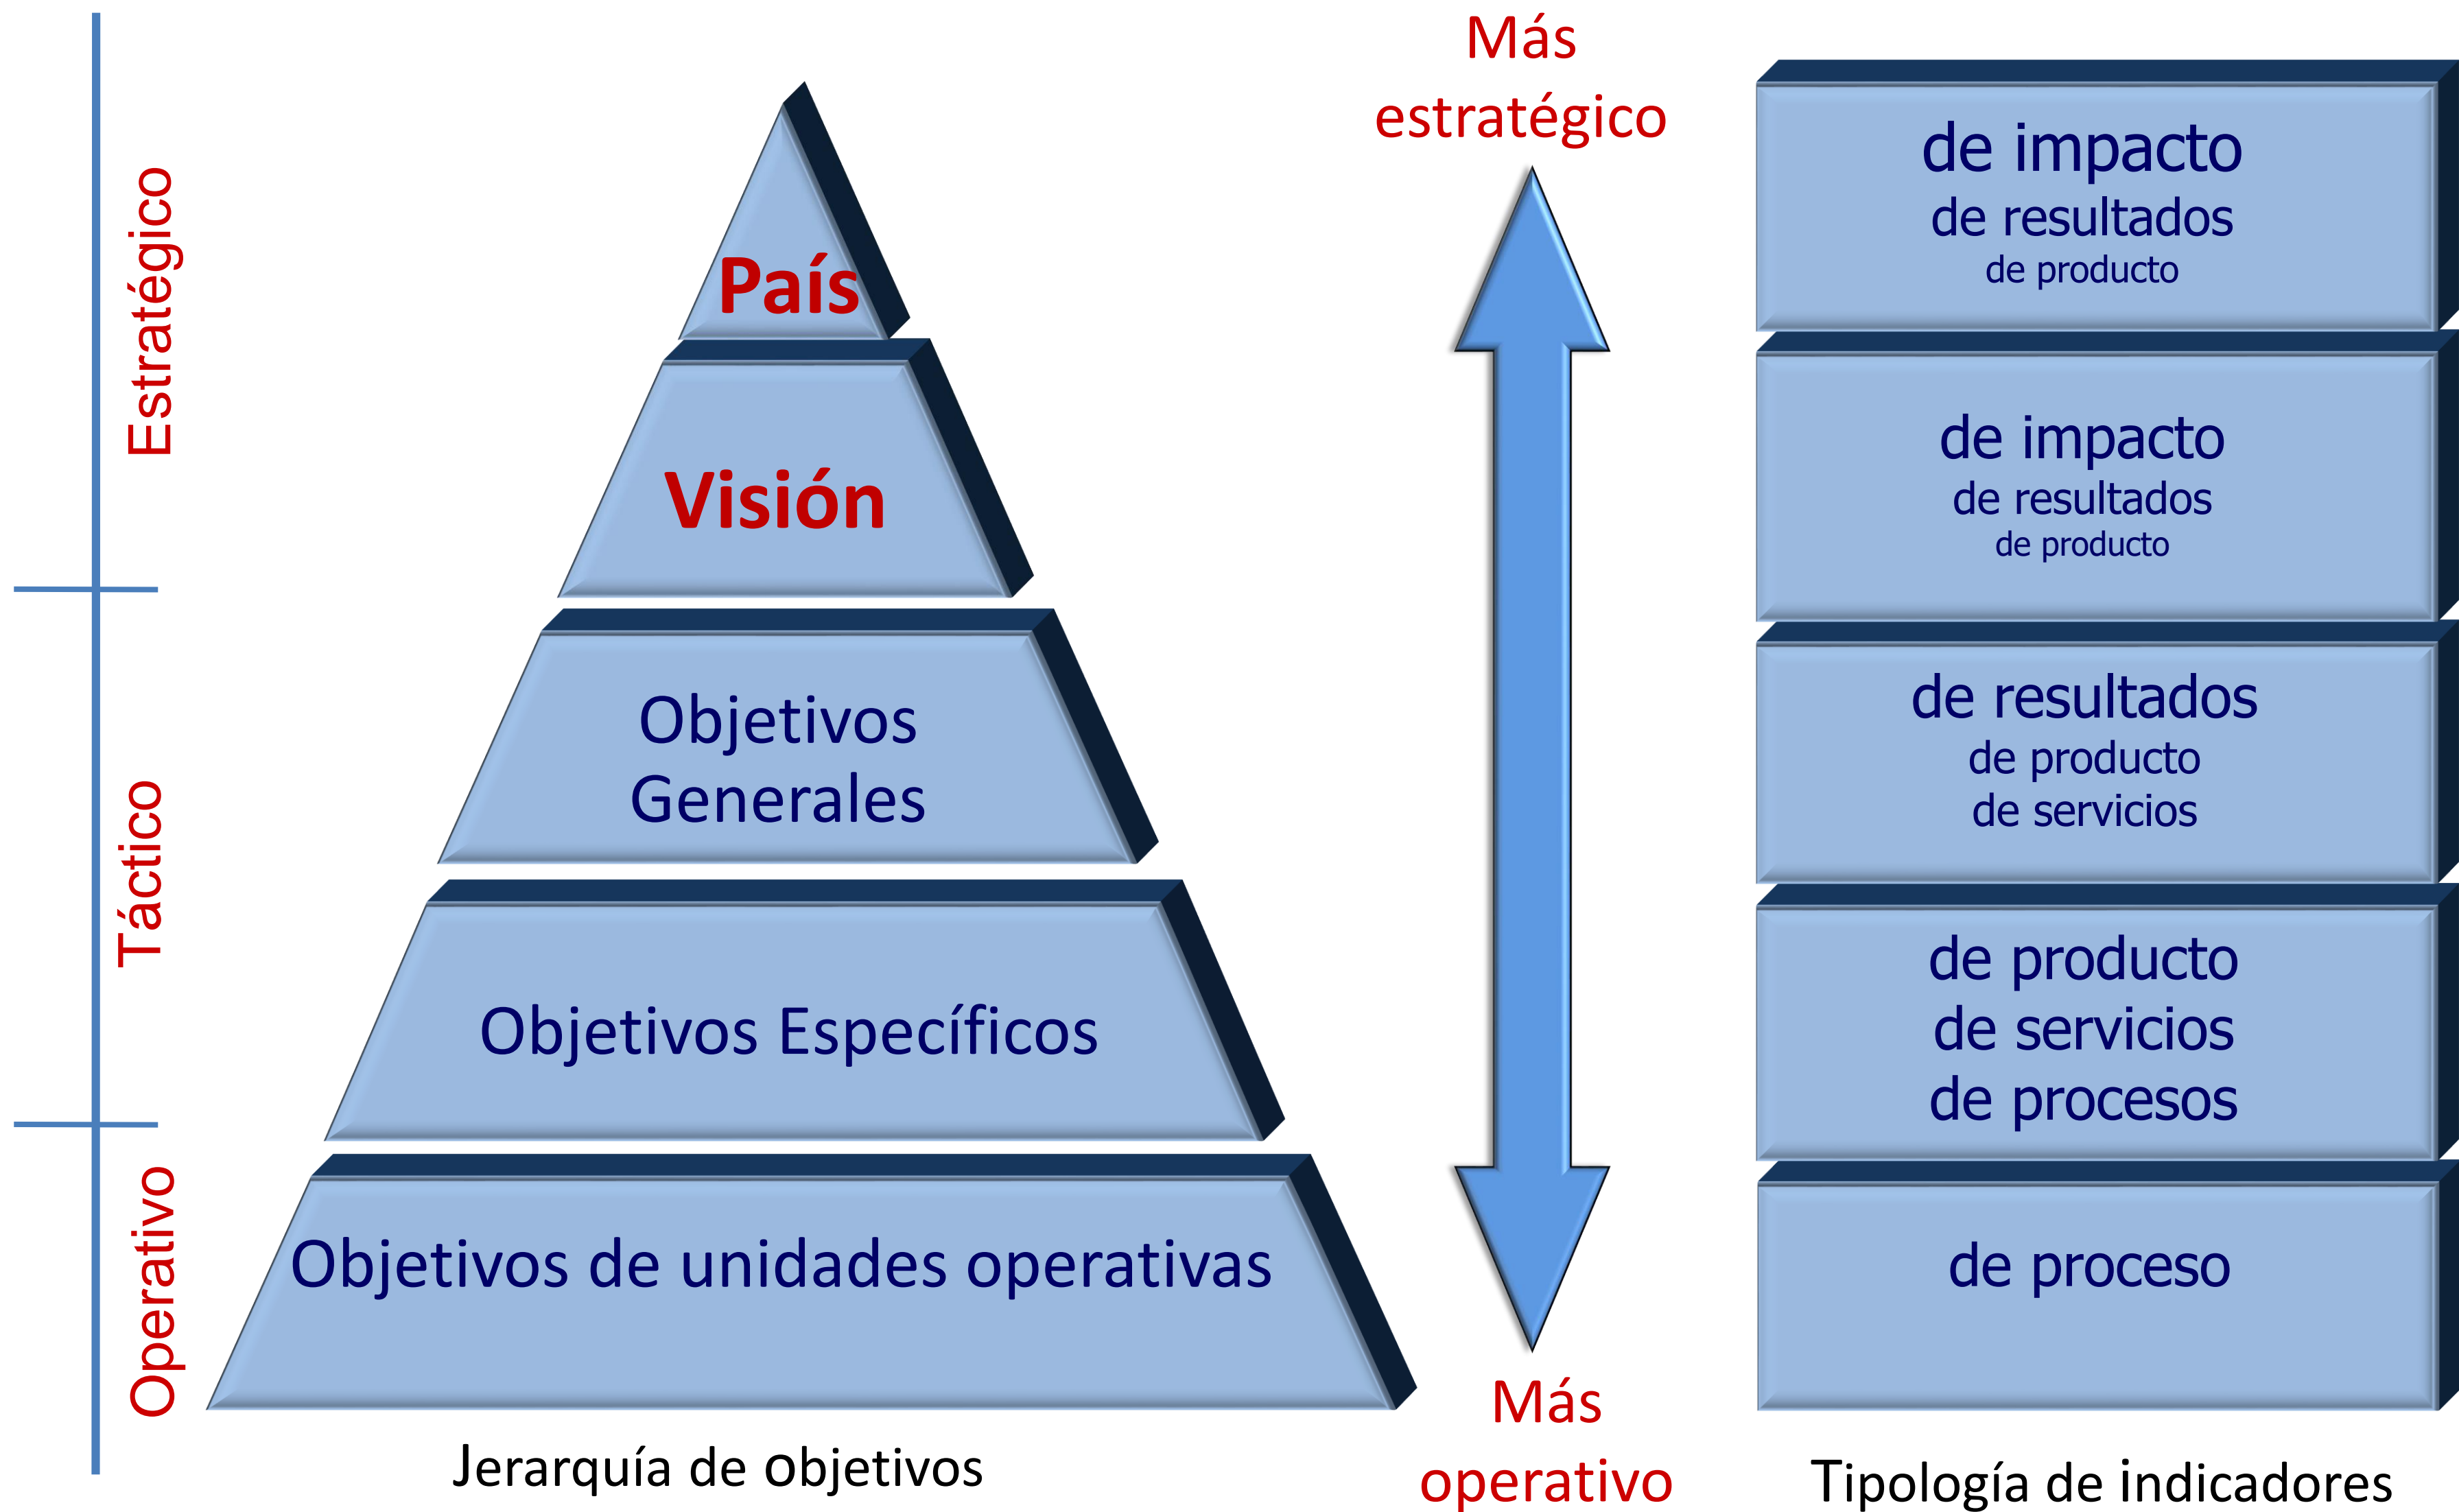 Estratégico
Táctico
Operativo
País
Visión
Objetivos
Generales
Objetivos Específicos
Objetivos de unidades operativas
Jerarquía de objetivos
Más
estratégico
Más
operativo
de impacto
de resultados
de producto
de impacto
de resultados
de producto
de resultados
de producto
de servicios
de producto
de servicios
de procesos
de proceso
Tipología de indicadores